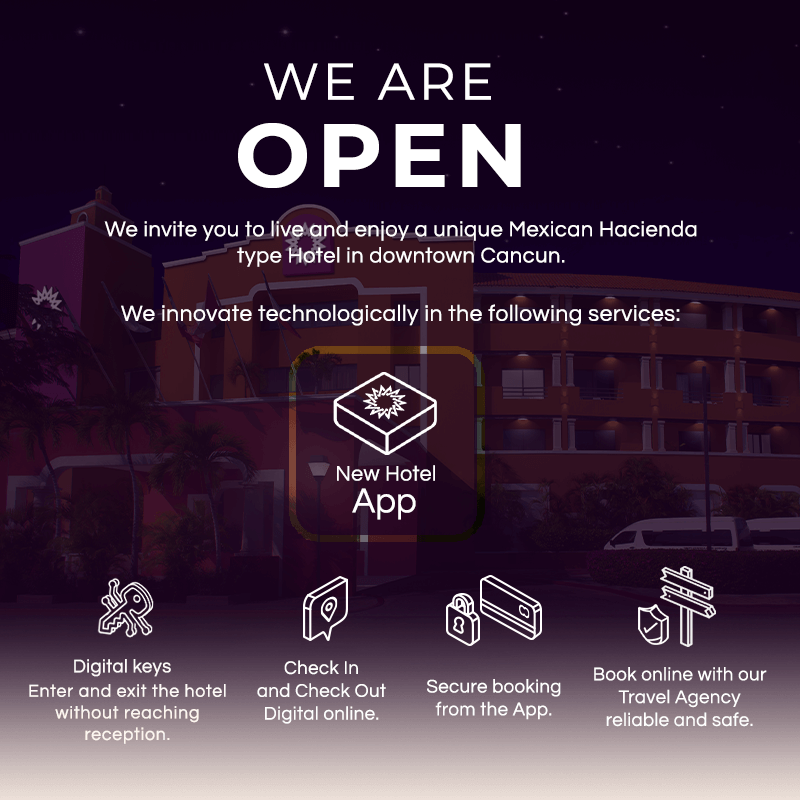 WE ARE
OPEN
We invite you to live and enjoy a unique Mexican Hacienda
type Hotel in downtown Cancun.
We innovate technologically in the following services:
New Hotel
App
Digital keys
Enter and exit the hotel
without reaching
reception.
Check In
and Check Out
Digital online.
Secure booking
from the App.
Book online with our
Travel Agency
reliable and safe.